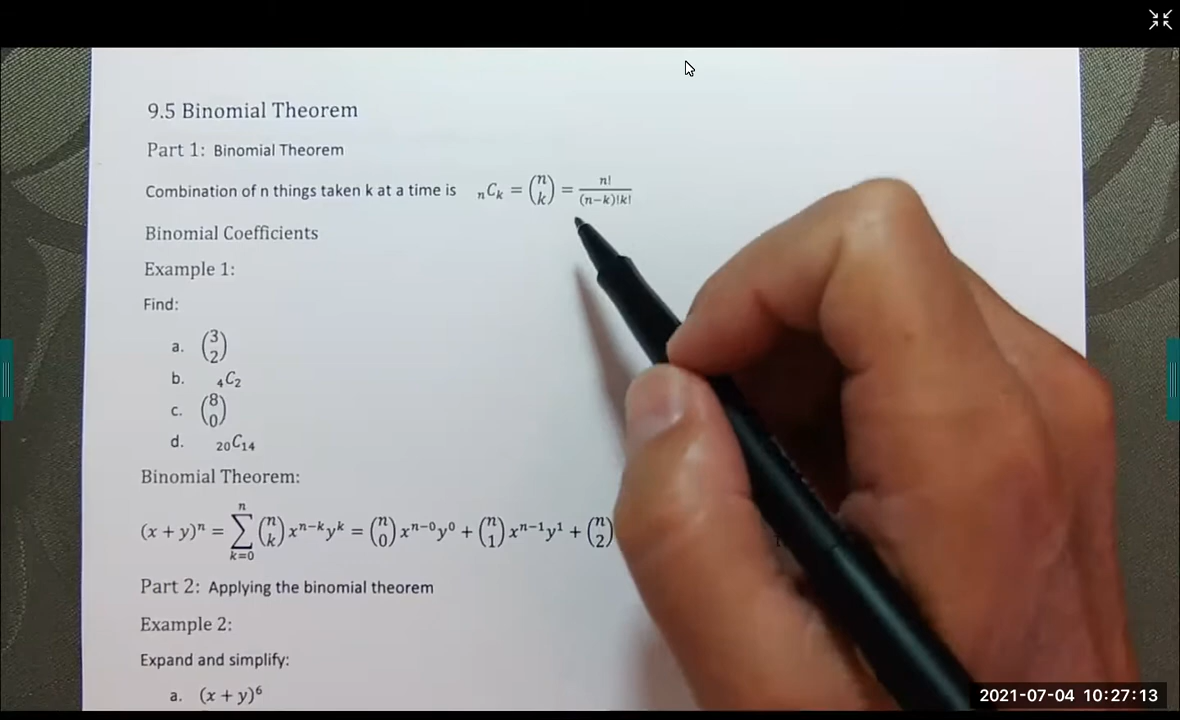 9.5 Binomial Theorem
Part 1: Binomial Theorem
Combination of n things taken k at a time is ₙCₖ = (n k) = n!/((n−k)!k!)
Binomial Coefficients
Example 1:
Find:
a. (3 2)
b. ₄C₂
c. (8 0)
d. ₂₀C₁₄
Binomial Theorem:
(x + y)ⁿ = ∑ₖ₌₀ⁿ (n k) xⁿ⁻ᵏyᵏ = (n 0) xⁿ⁻⁰y⁰ + (n 1) xⁿ⁻¹y¹ + (n 2)
Part 2: Applying the binomial theorem
Example 2:
Expand and simplify:
a. (x + y)⁶
2021-07-04 10:27:13